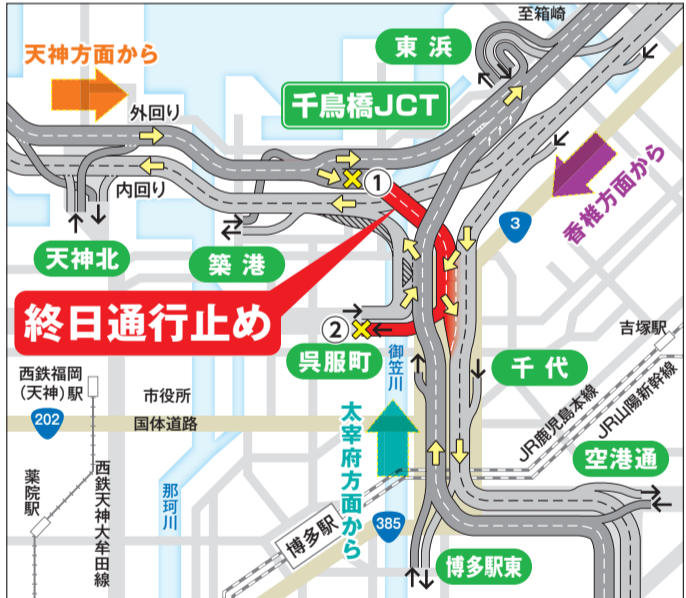 至箱崎
東浜
天神方面から
千鳥橋JCT
外回り
①
香椎方面から
内回り
3
天神北
築港
終日通行止め
②
呉服町
御笠川
吉塚駅
千代
西鉄福岡
(天神)駅
市役所
国体道路
202
JR鹿児島本線
JR山陽新幹線
太宰府方面から
空港通
薬院駅
西鉄天神大牟田線
那珂川
385
博多駅
博多駅東